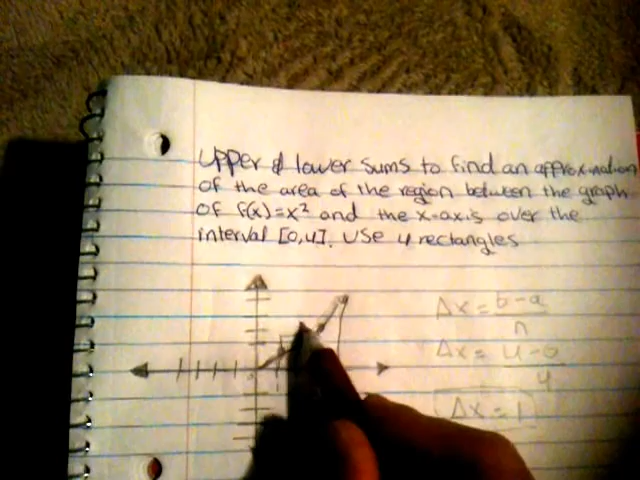 Upper & lower sums to find an approximation
of the area of the region between the graph
of f(x)=x² and the x-axis over the
interval [0,4]. Use 4 rectangles
Δx = b-a
n
Δx = 4-0
4
Δx = 1